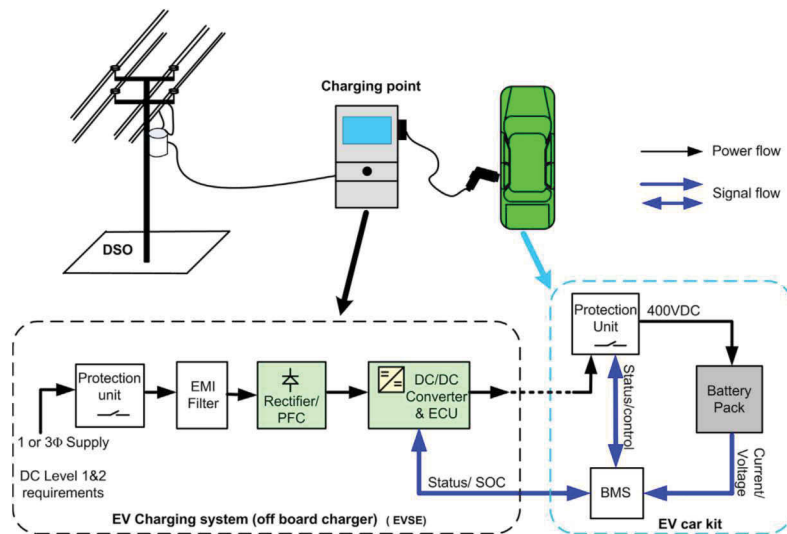 Charging point
Power flow
Signal flow
DSO
Protection
Unit
400VDC
Battery
Pack
Status/control
Current/
Voltage
BMS
EV car kit
Protection
unit
EMI
Filter
Rectifier/
PFC
DC/DC
Converter
& ECU
1 or 3Φ Supply
DC Level 1&2
requirements
Status/ SOC
EV Charging system (off board charger) ( EVSE)